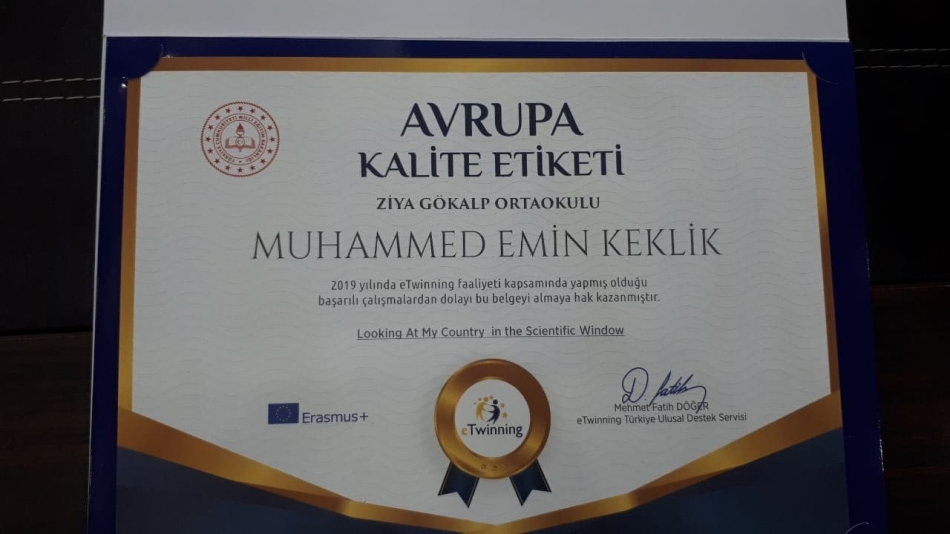 AVRUPA
KALİTE ETİKETİ
ZİYA GÖKALP ORTAOKULU
MUHAMMED EMİN KEKLİK
2019 yılında eTwinning faaliyeti kapsamında yapmış olduğu
başarılı çalışmalardan dolayı bu belgeyi almaya hak kazanmıştır.
Looking At My Country in the Scientific Window
Erasmus+
eTwinning
D. Fatih
Mehmet Fatih DÖĞER
eTwinning Türkiye Ulusal Destek Servisi